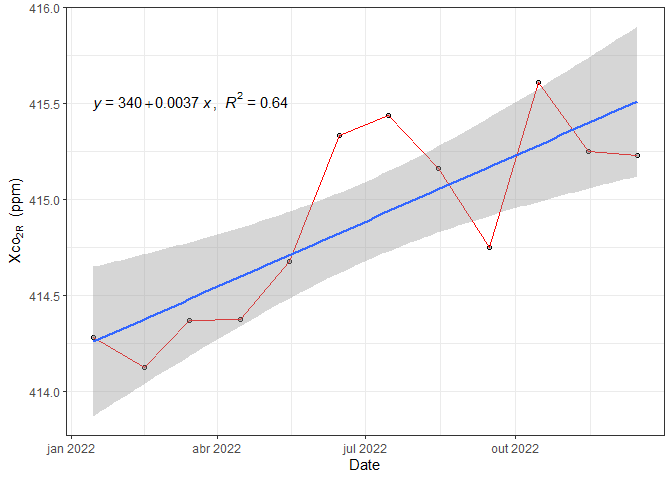 416.0
y = 340 + 0.0037 x, R² = 0.64
415.5
415.0
414.5
414.0
Xco₂R (ppm)
jan 2022 abr 2022 jul 2022 out 2022
Date